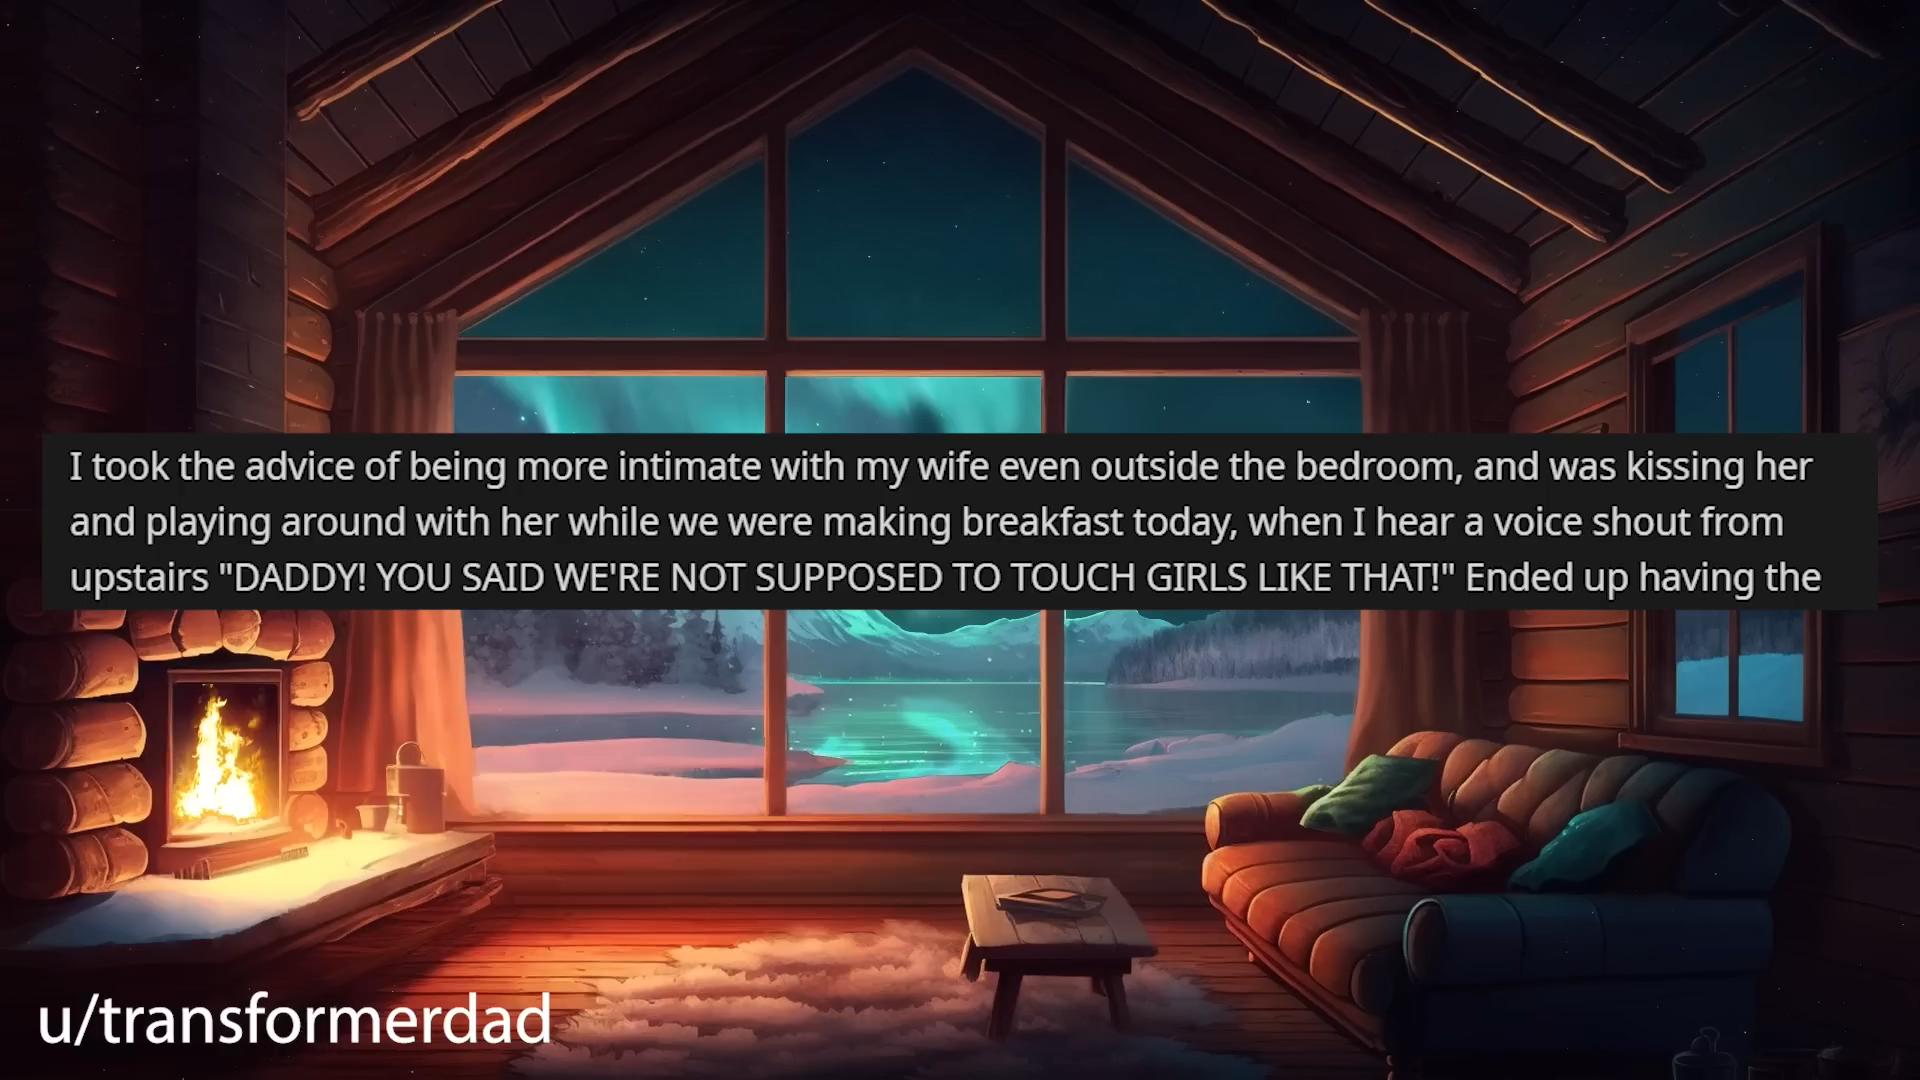 I took the advice of being more intimate with my wife even outside the bedroom, and was kissing her
and playing around with her while we were making breakfast today, when I hear a voice shout from
upstairs "DADDY! YOU SAID WE'RE NOT SUPPOSED TO TOUCH GIRLS LIKE THAT!" Ended up having the
u/transformerdad